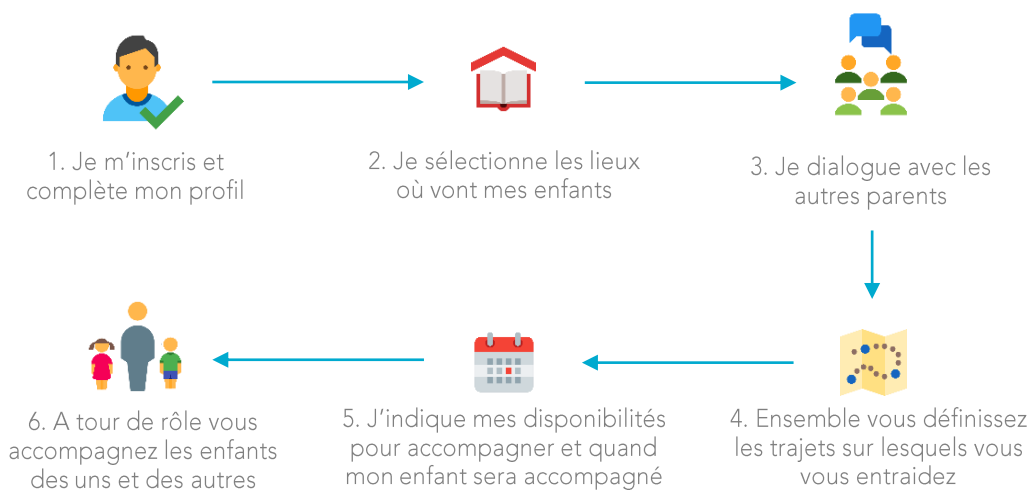 1. Je m'inscris et
complète mon profil
2. Je sélectionne les lieux
où vont mes enfants
3. Je dialogue avec les
autres parents
4. Ensemble vous définissez
les trajets sur lesquels vous
vous entraidez
5. J'indique mes disponibilités
pour accompagner et quand
mon enfant sera accompagné
6. A tour de rôle vous
accompagnez les enfants
des uns et des autres